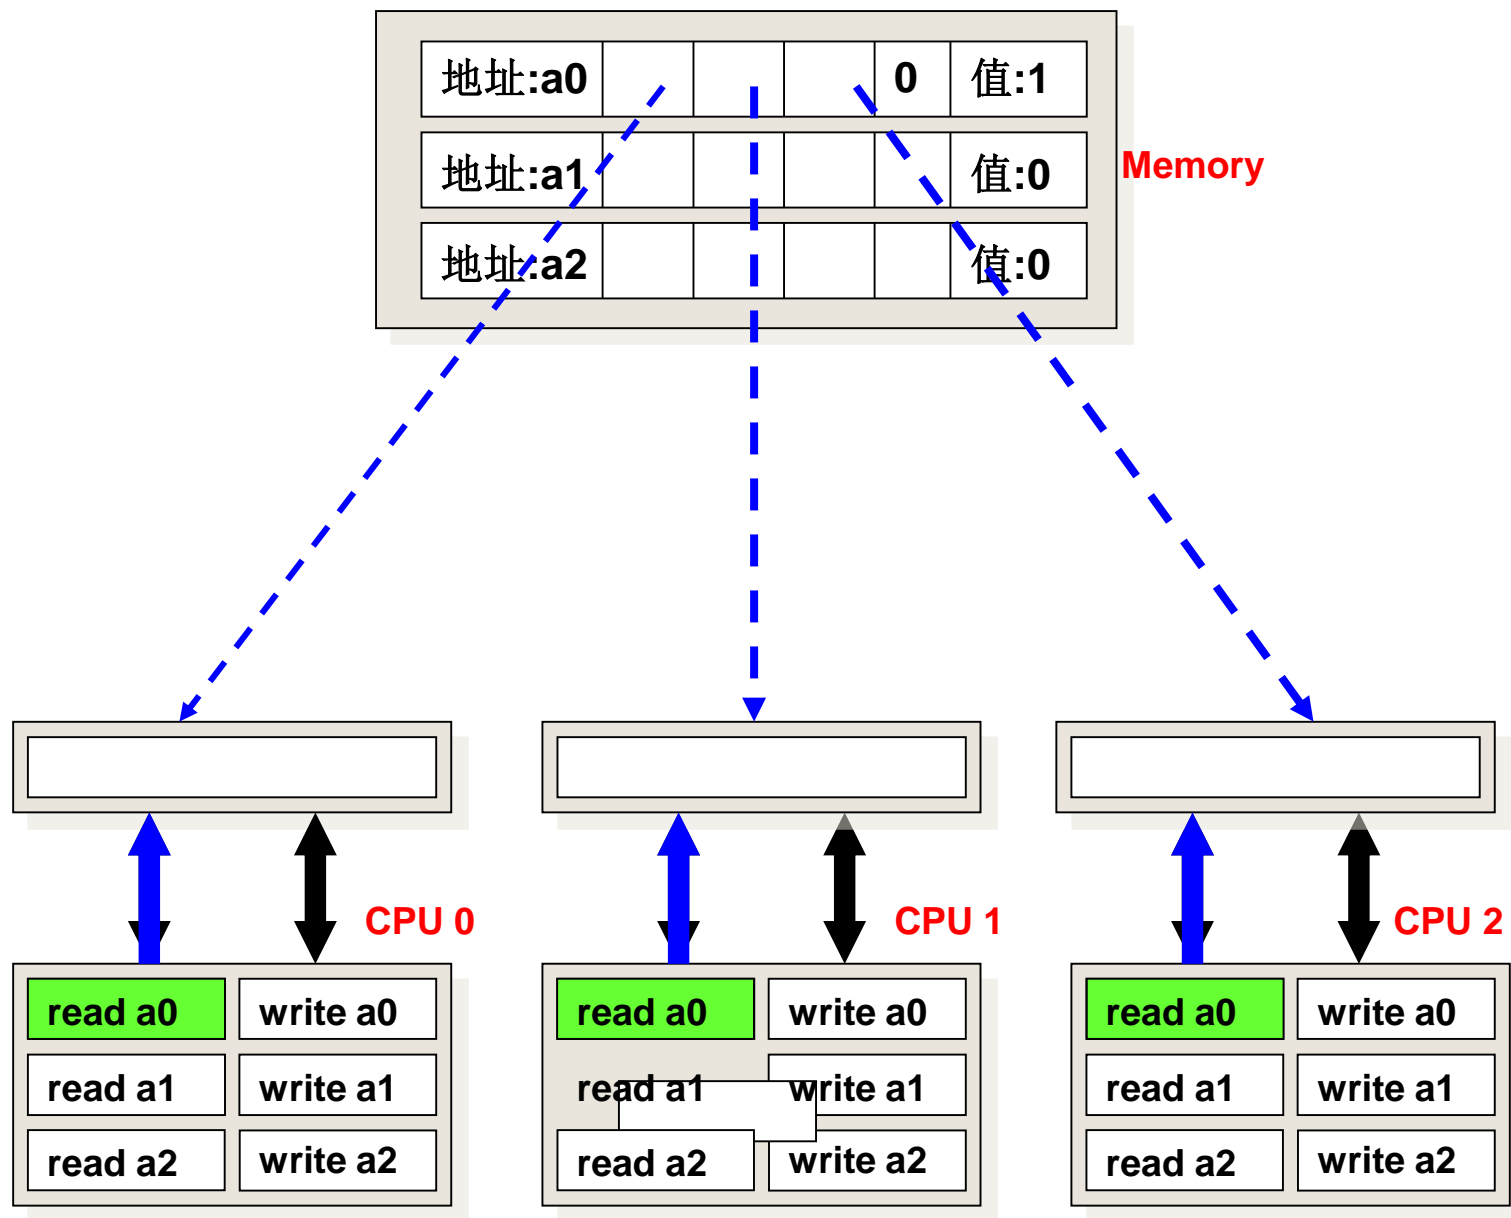 地址:a0 0 值:1
地址:a1 值:0
Memory
地址:a2 值:0
CPU 0 CPU 1 CPU 2
read a0 write a0 read a0 write a0 read a0 write a0
read a1 write a1 read a1 write a1 read a1 write a1
read a2 write a2 read a2 write a2 read a2 write a2